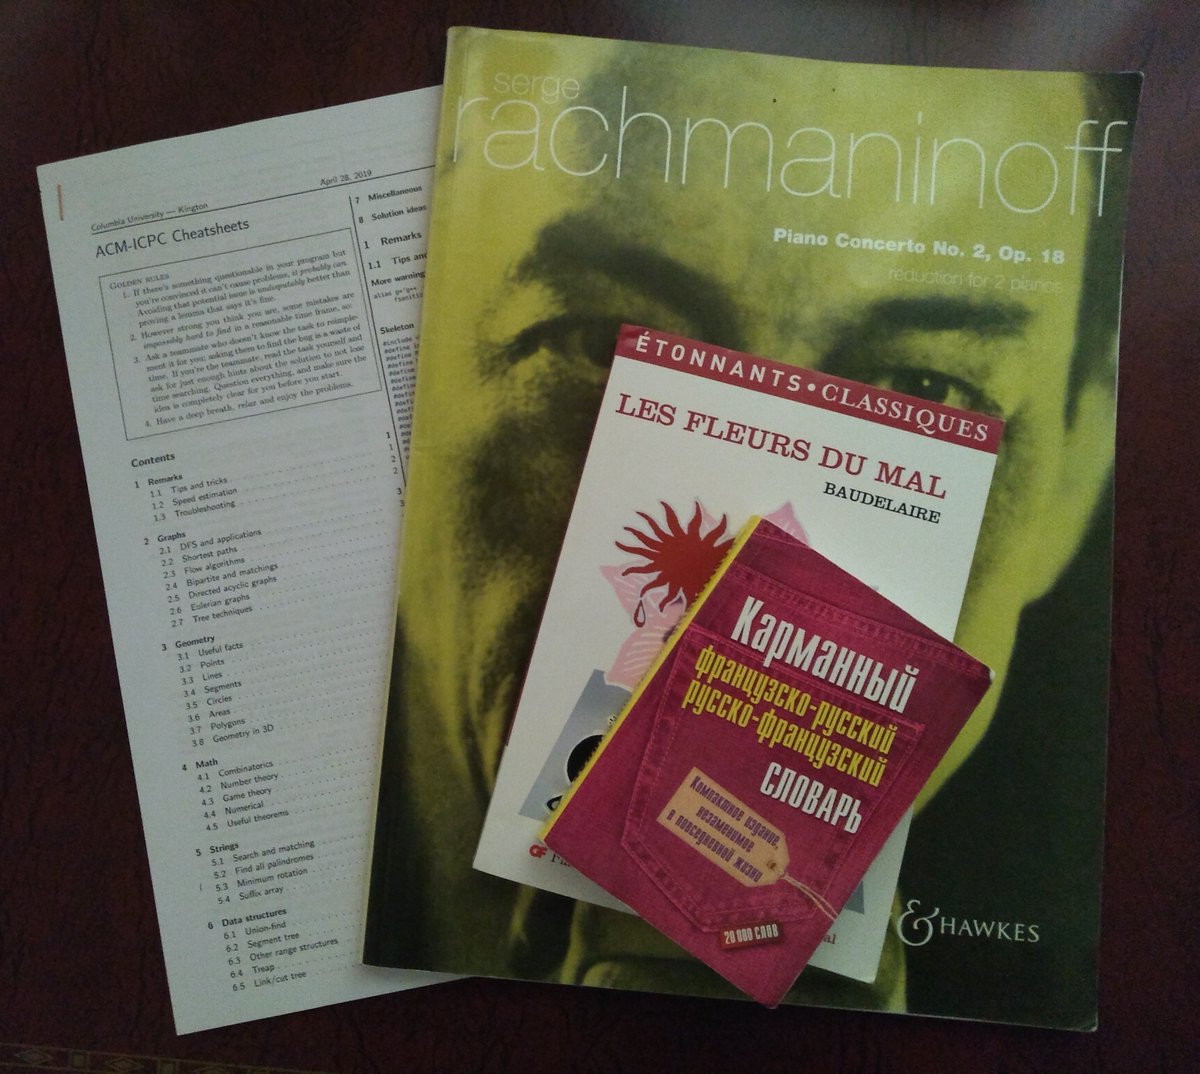 Columbia University — Kington
April 28, 2019
ACM-ICPC Cheatsheets
GOLDEN RULES
1. If there's something questionable in your program but
you're convinced it can't cause problems, it probably can.
Avoiding that potential issue is undoputably better than
proving a lemma that says it's fine.
2. However strong you think you are, some mistakes are
impossibly hard to find in a reasonable time frame, so:
3. Ask a teammate who doesn't know the task to reimple-
ment it for you; asking them to find the bug is a waste of
time. If you're the teammate, read the task yourself and
ask for just enough hints about the solution to not lose
time searching. Question everything, and make sure the
idea is completely clear for you before you start.
4. Have a deep breath, relax and enjoy the problems.
Contents
1 Remarks
1.1 Tips and tricks
1.2 Speed estimation
1.3 Troubleshooting
2 Graphs
2.1 DFS and applications
2.2 Shortest paths
2.3 Flow algorithms
2.4 Bipartite and matchings
2.5 Directed acyclic graphs
2.6 Eulerian graphs
2.7 Tree techniques
3 Geometry
3.1 Useful facts
3.2 Points
3.3 Lines
3.4 Segments
3.5 Circles
3.6 Areas
3.7 Polygons
3.8 Geometry in 3D
4 Math
4.1 Combinatorics
4.2 Number theory
4.3 Game theory
4.4 Numerical
4.5 Useful theorems
5 Strings
5.1 Search and matching
5.2 Find all palindromes
5.3 Minimum rotation
5.4 Suffix array
6 Data structures
6.1 Union-find
6.2 Segment tree
6.3 Other range structures
6.4 Treap
6.5 Link/cut tree
7 Miscellaneous
8 Solution ideas
1 Remarks
1.1 Tips and
More warning
alias g='g++
Skeleton
#include
#define
#define
#define
#define
#define
#define
#define
#define
serge
rachmaninoff
Piano Concerto No. 2, Op. 18
reduction for 2 pianos
& HAWKES
ÉTONNANTS • CLASSIQUES
LES FLEURS DU MAL
BAUDELAIRE
Карманный
французско-русский
русско-французский
словарь
Компактное издание,
незаменимое
в повседневной жизни
20 000 СЛОВ